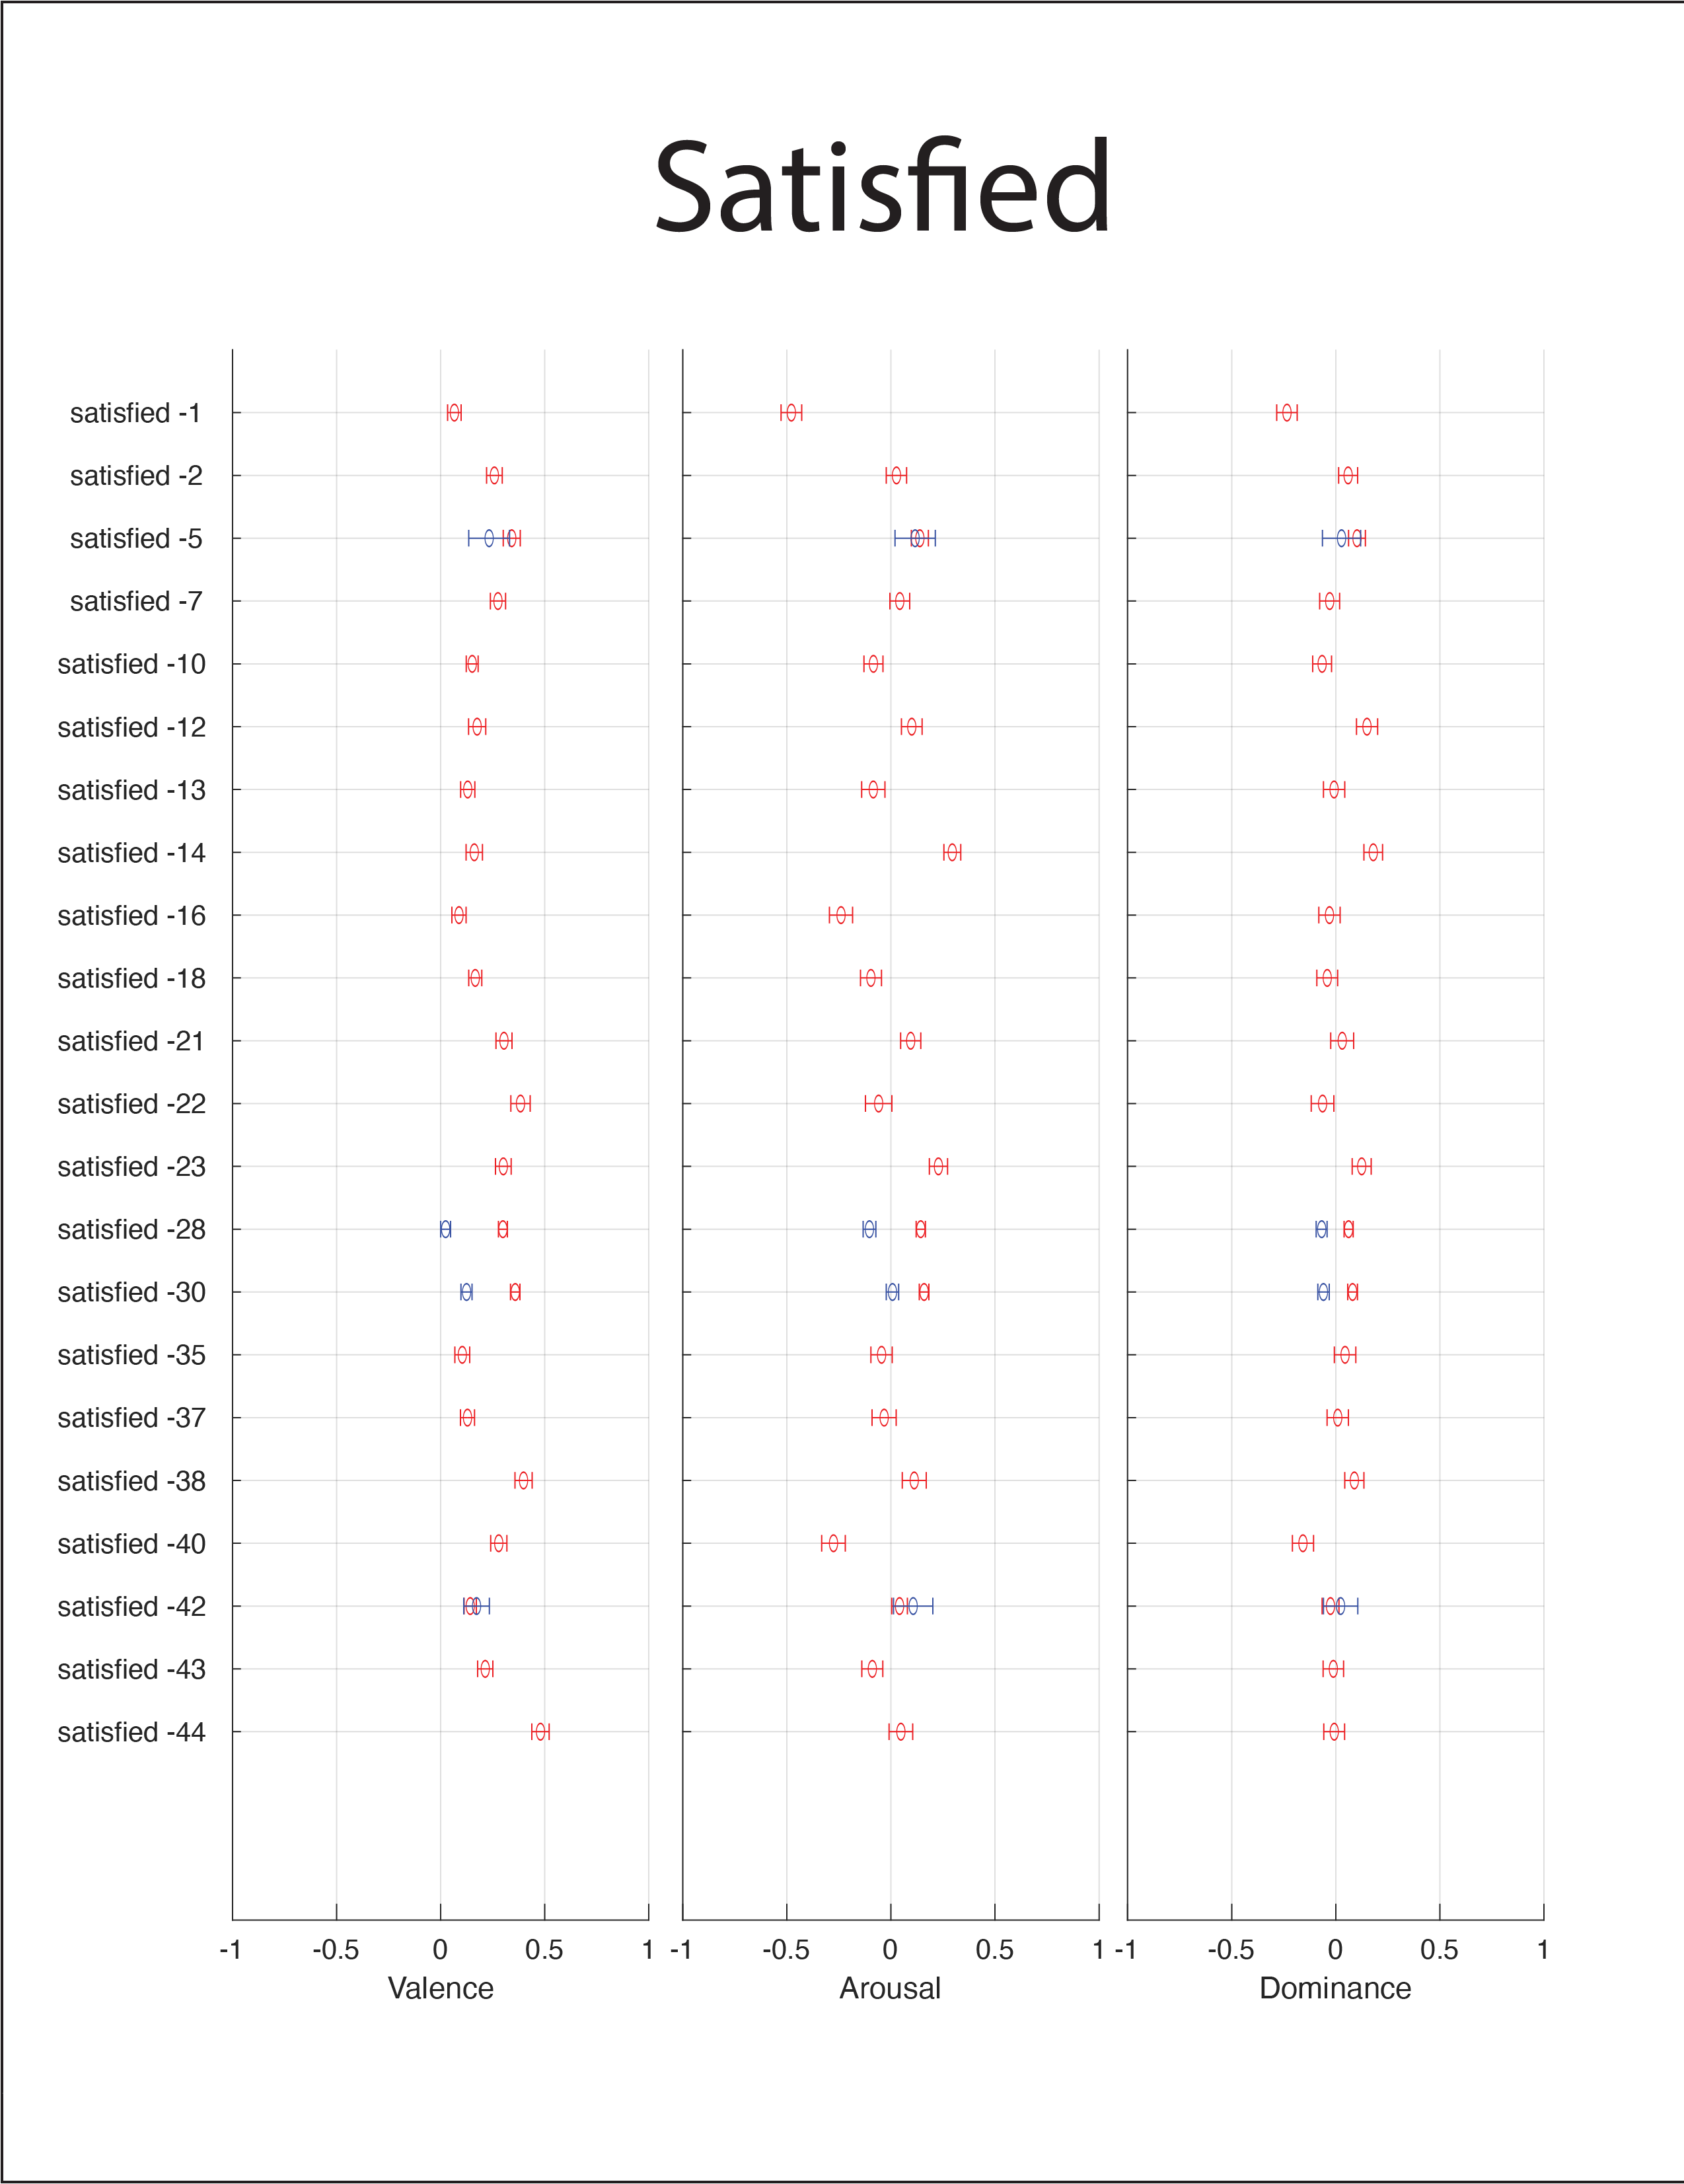 Satisfied
satisfied -1
satisfied -2
satisfied -5
satisfied -7
satisfied -10
satisfied -12
satisfied -13
satisfied -14
satisfied -16
satisfied -18
satisfied -21
satisfied -22
satisfied -23
satisfied -28
satisfied -30
satisfied -35
satisfied -37
satisfied -38
satisfied -40
satisfied -42
satisfied -43
satisfied -44
-1 -0.5 0 0.5 1 -1 -0.5 0 0.5 1 -1 -0.5 0 0.5 1
Valence Arousal Dominance